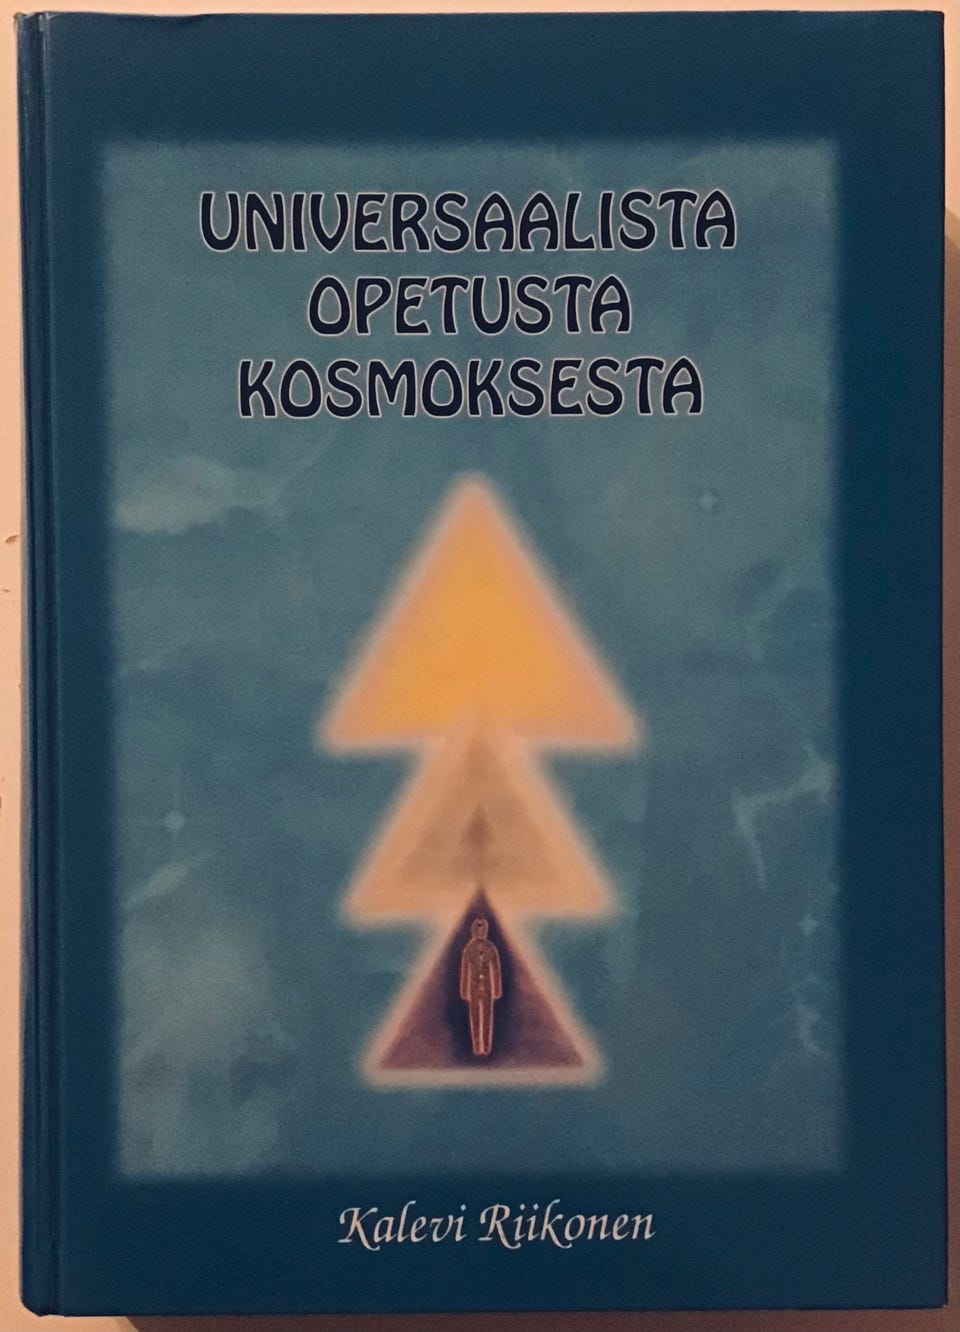 UNIVERSAALISTA
OPETUSTA
KOSMOKSESTA
Kalevi Riikonen